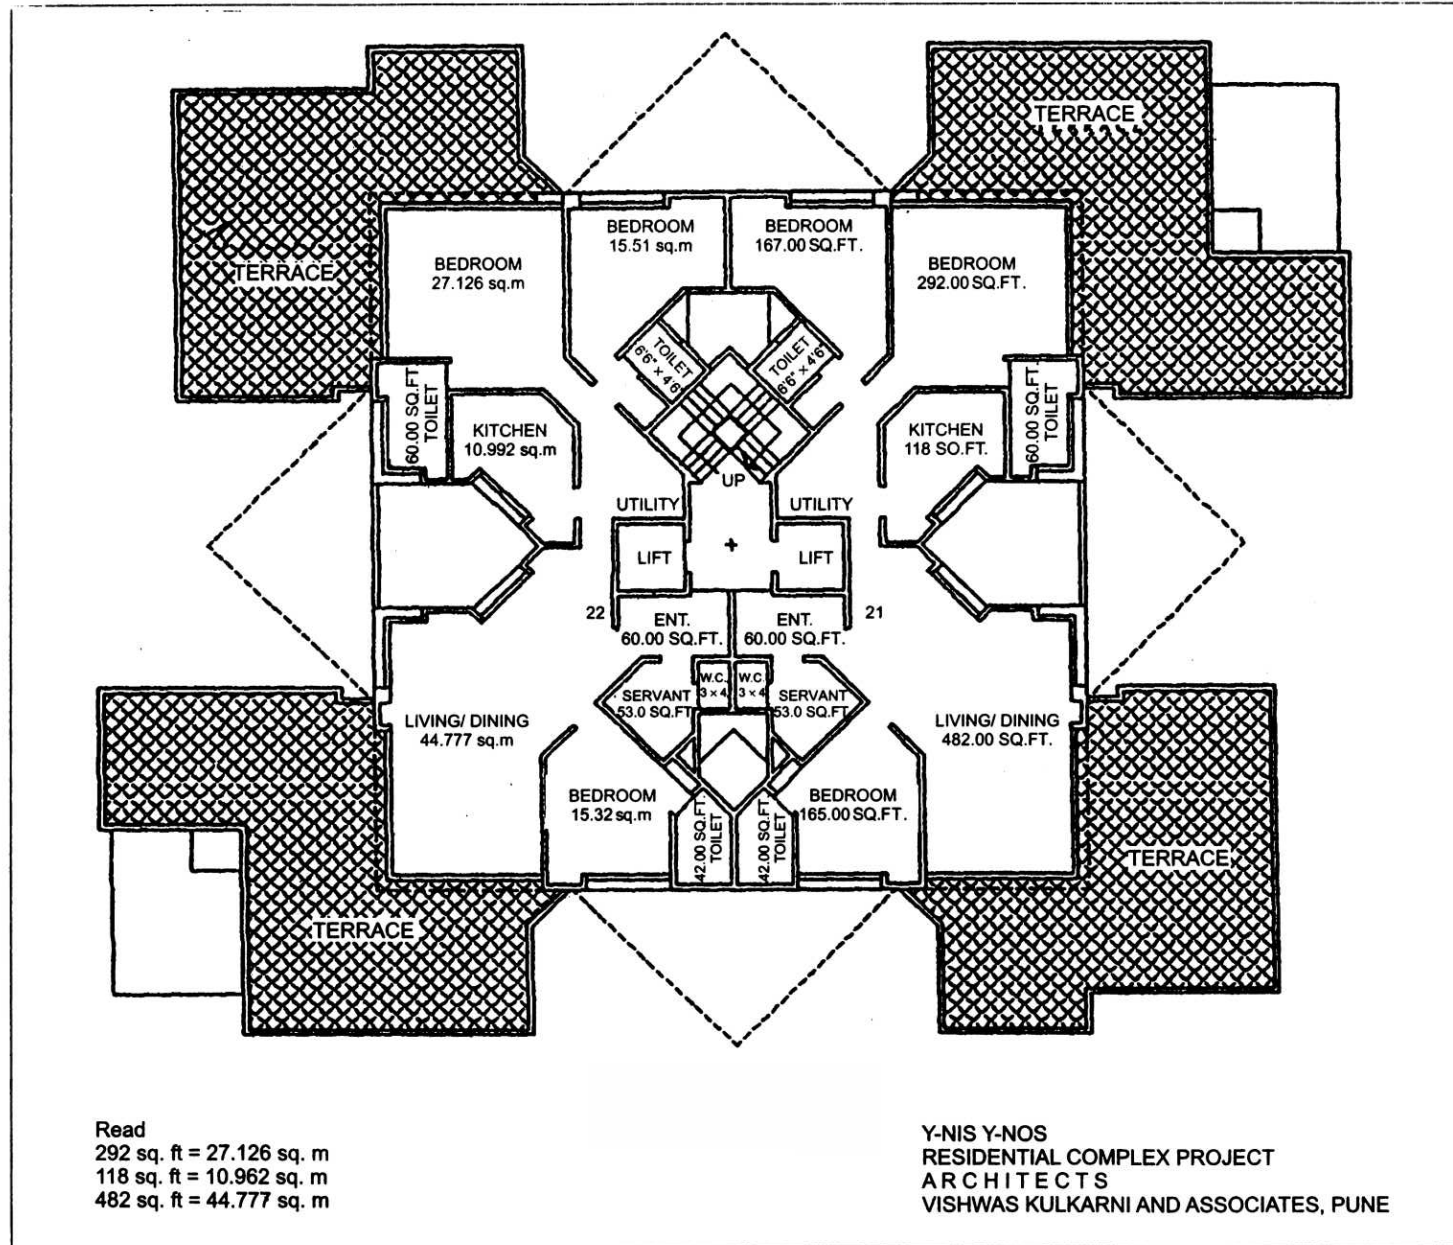 TERRACE
BEDROOM
15.51 sq.m
BEDROOM
167.00 SQ.FT.
BEDROOM
27.126 sq.m
BEDROOM
292.00 SQ.FT.
TERRACE
TOILET
6'6" × 4'6"
TOILET
6'6" × 4'6"
60.00 SQ.FT.
TOILET
KITCHEN
10.992 sq.m
KITCHEN
118 SO.FT.
60.00 SQ.FT.
TOILET
UP
UTILITY
UTILITY
LIFT
LIFT
22
ENT.
60.00 SQ.FT.
ENT.
60.00 SQ.FT.
21
W.C.
3 × 4
W.C.
3 × 4
SERVANT
53.0 SQ.FT
SERVANT
53.0 SQ.FT.
LIVING/ DINING
44.777 sq.m
LIVING/ DINING
482.00 SQ.FT.
BEDROOM
15.32 sq.m
42.00 SQ.FT.
TOILET
42.00 SQ.FT.
TOILET
BEDROOM
165.00 SQ.FT.
TERRACE
TERRACE
Read
292 sq. ft = 27.126 sq. m
118 sq. ft = 10.962 sq. m
482 sq. ft = 44.777 sq. m
Y-NIS Y-NOS
RESIDENTIAL COMPLEX PROJECT
ARCHITECTS
VISHWAS KULKARNI AND ASSOCIATES, PUNE